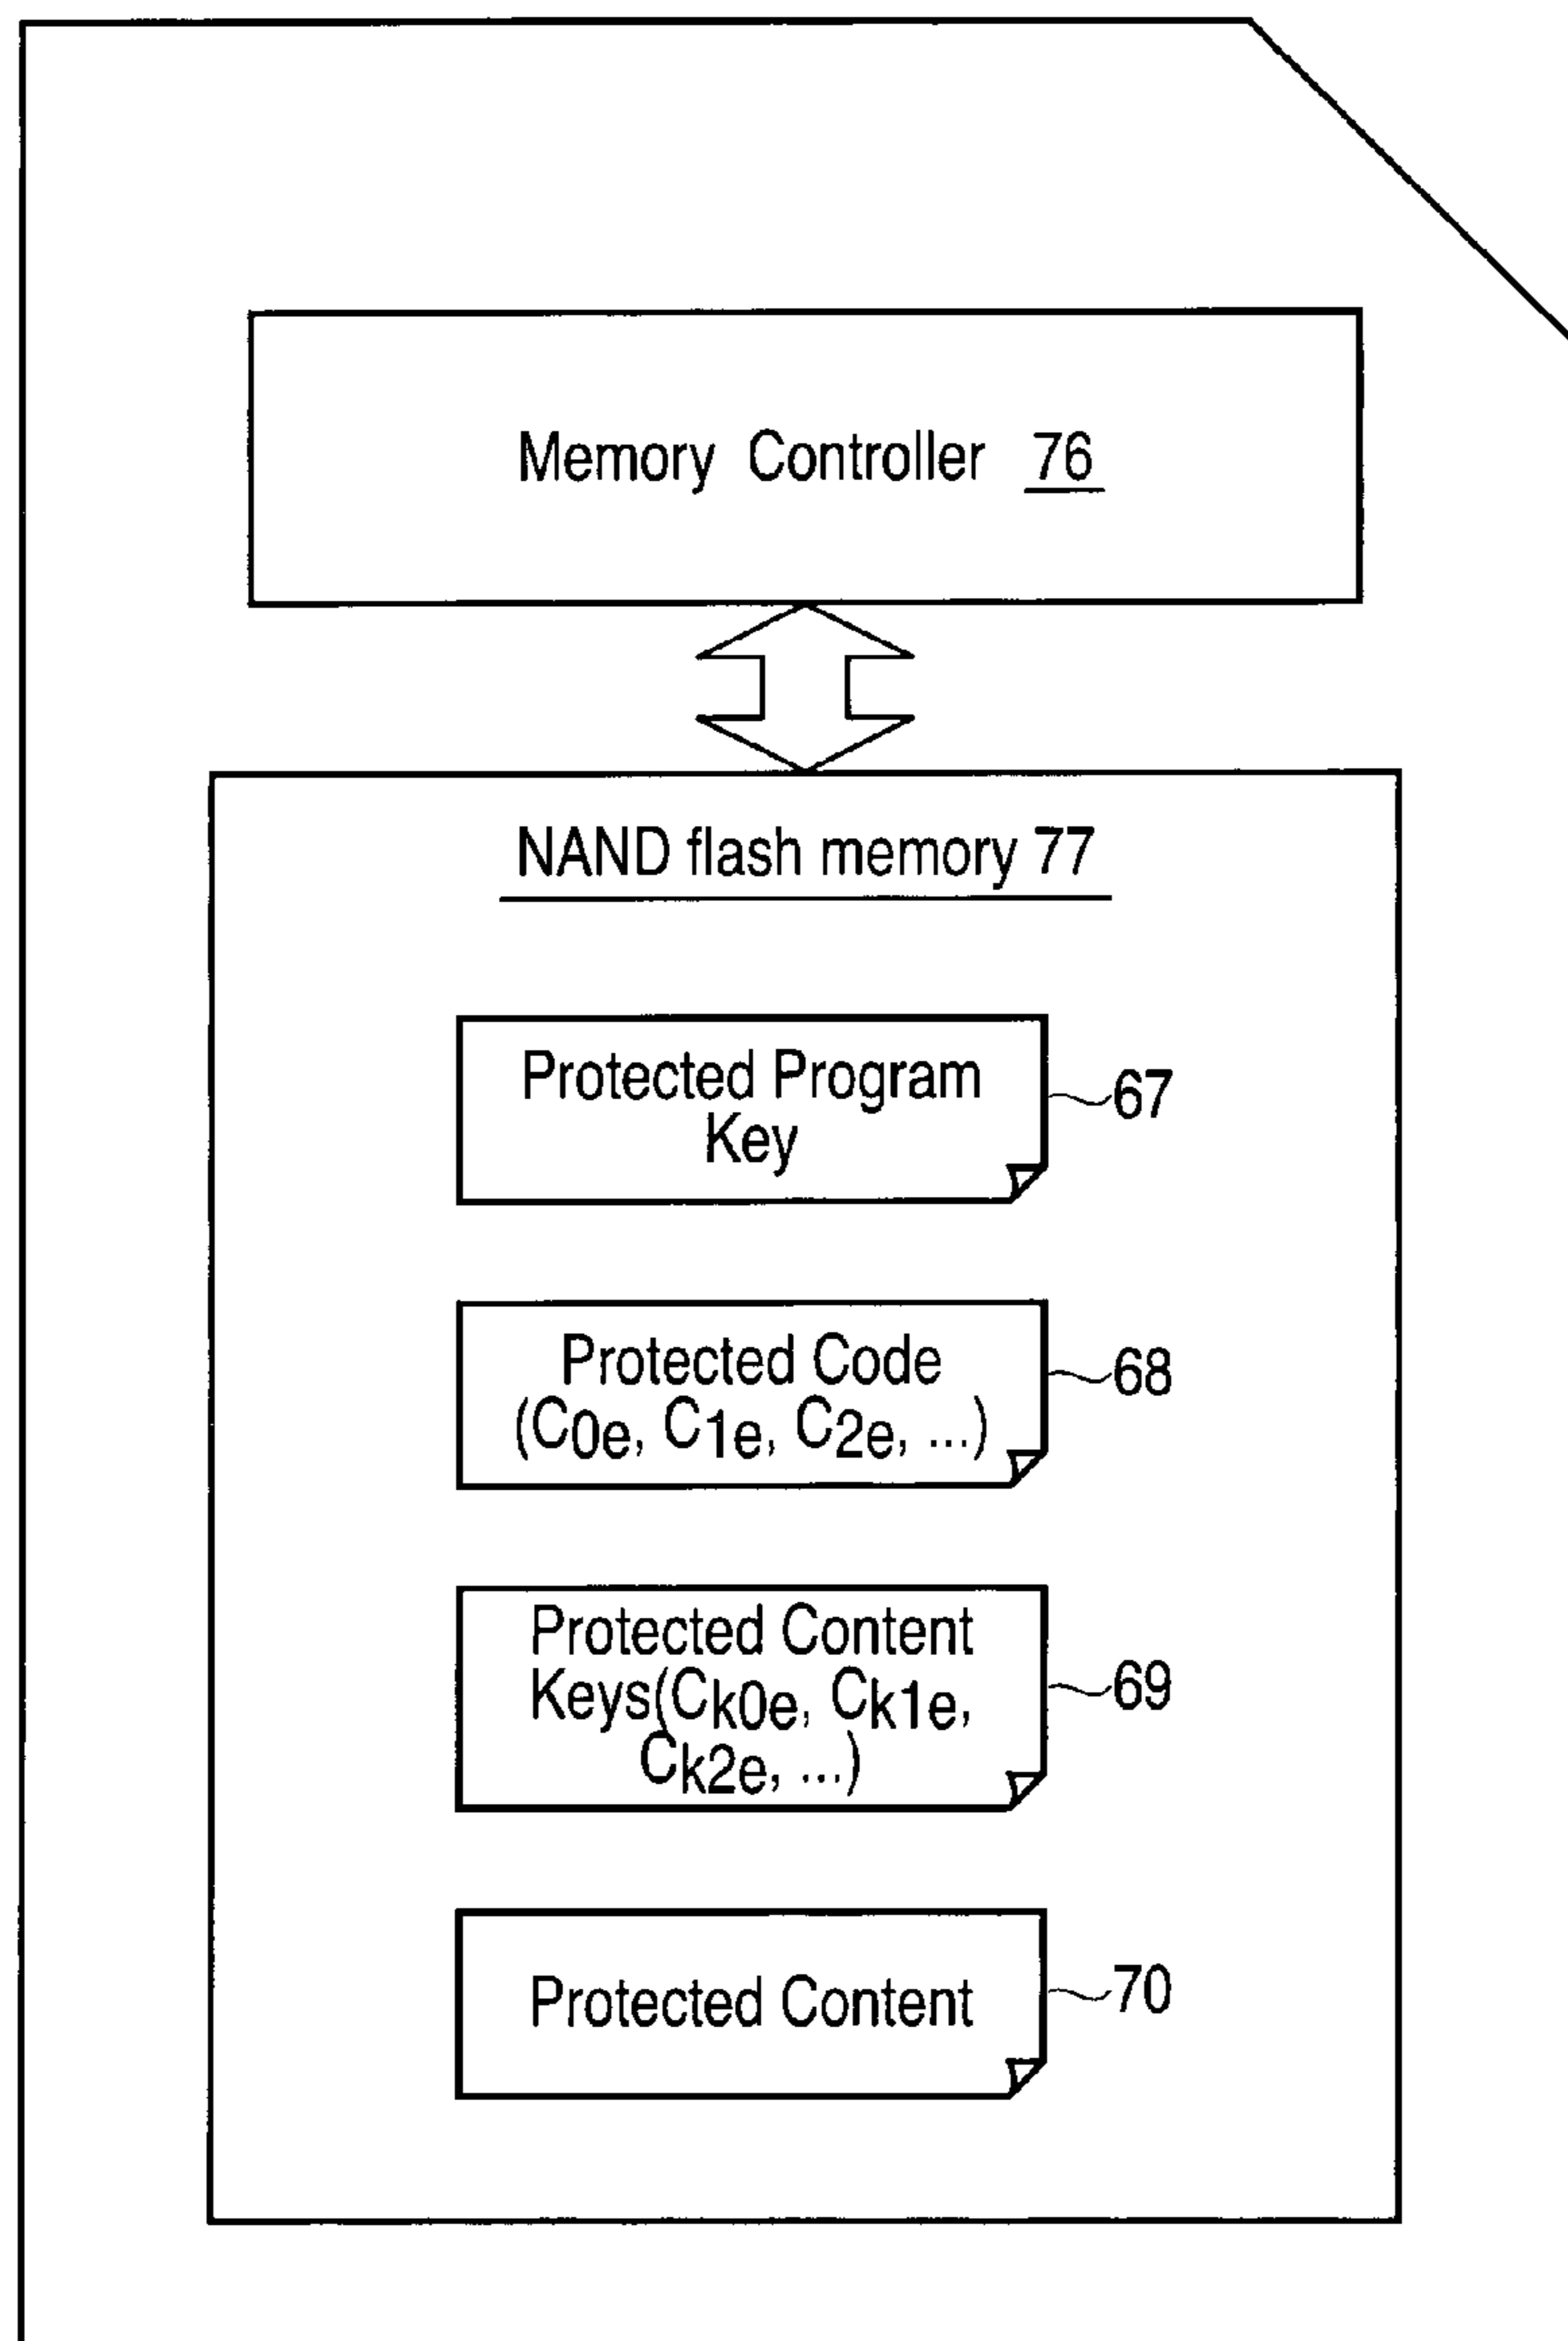 Memory Controller 76
NAND flash memory 77
Protected Program
Key
67
Protected Code
(C0e, C1e, C2e, ...)
68
Protected Content
Keys(Ck0e, Ck1e,
Ck2e, ...)
69
Protected Content
70